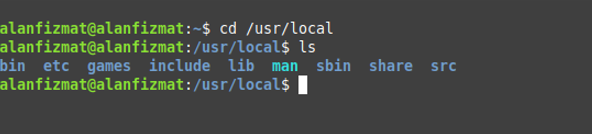 alanfizmat@alanfizmat:~$ cd /usr/local
alanfizmat@alanfizmat:/usr/local$ ls
bin etc games include lib man sbin share src
alanfizmat@alanfizmat:/usr/local$